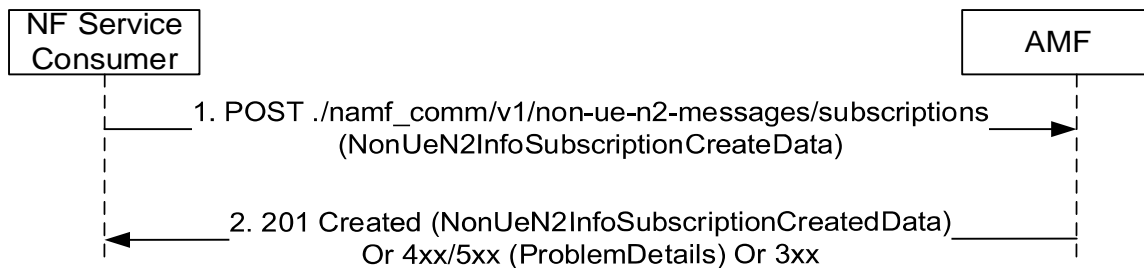 NF Service
Consumer
AMF
1. POST ./namf_comm/v1/non-ue-n2-messages/subscriptions
(NonUeN2InfoSubscriptionCreateData)
2. 201 Created (NonUeN2InfoSubscriptionCreatedData)
Or 4xx/5xx (ProblemDetails) Or 3xx